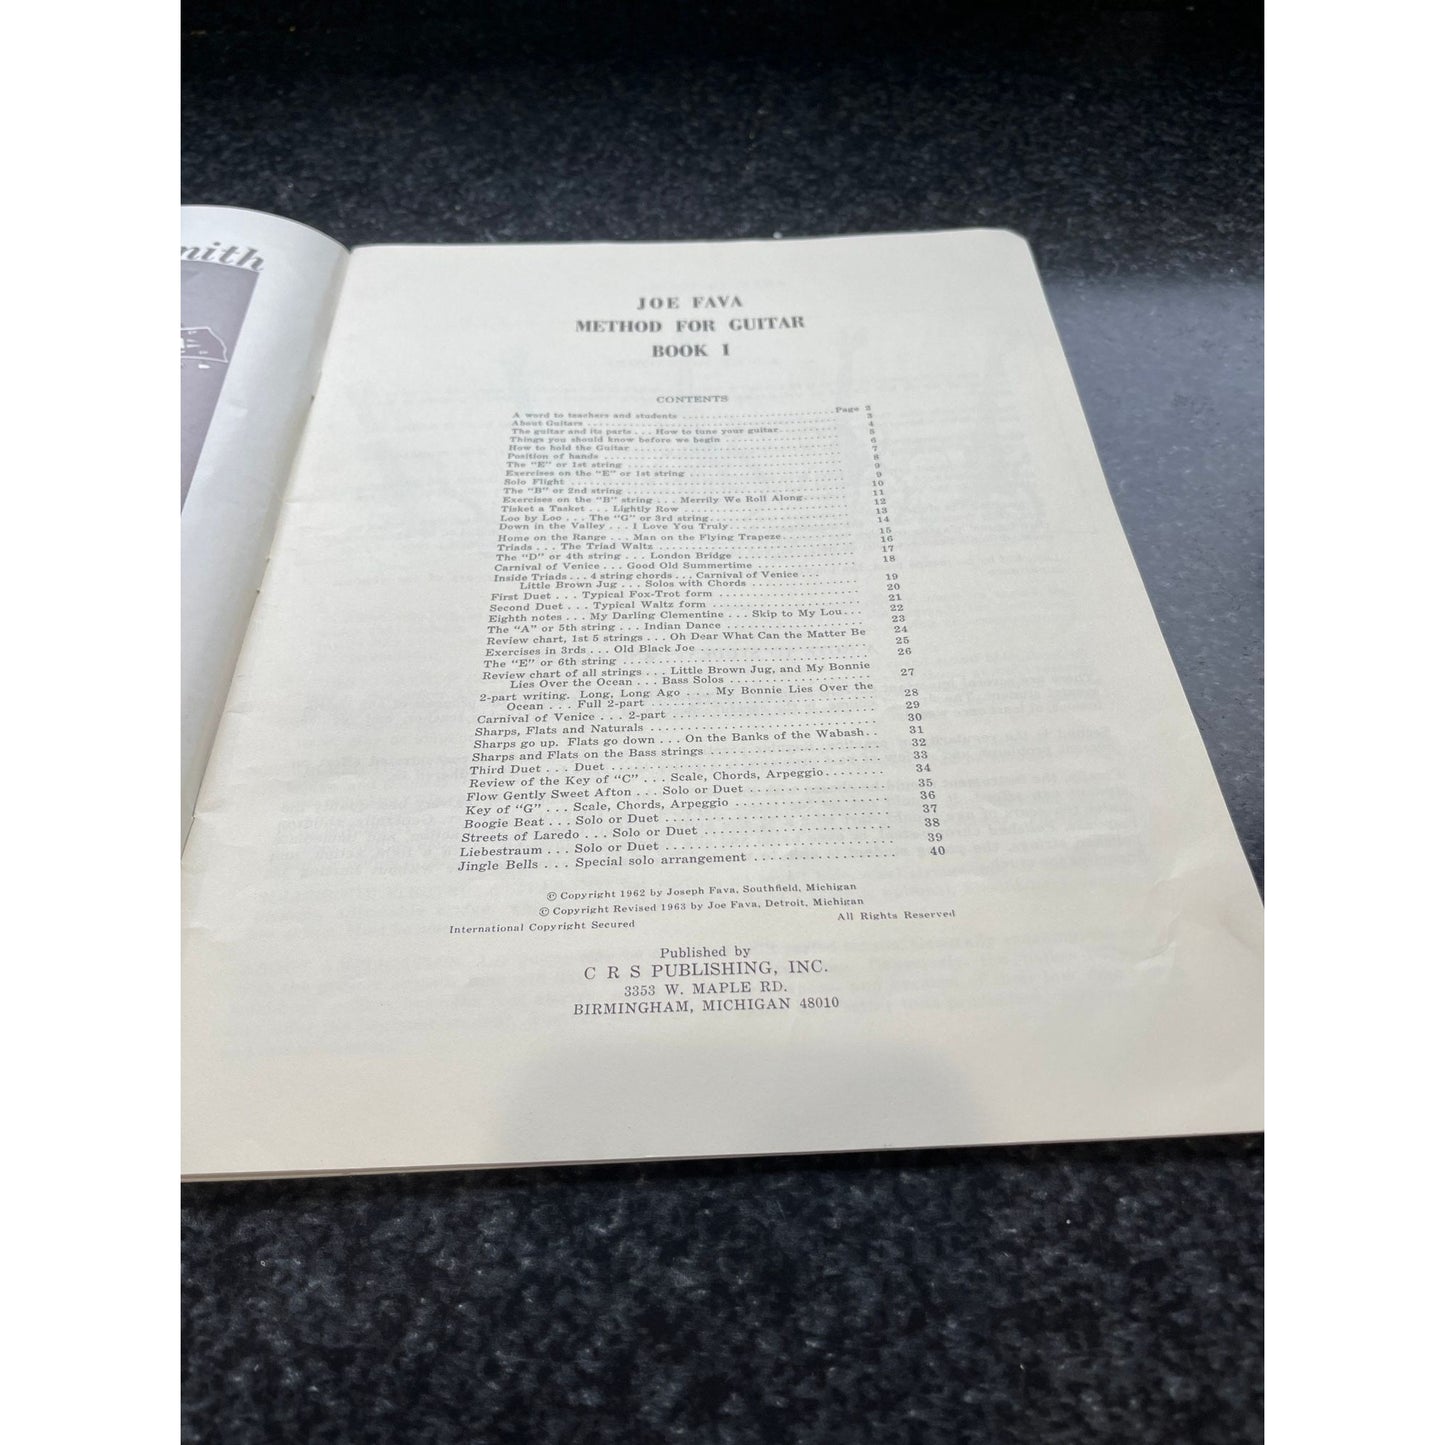 mith
JOE FAVA
METHOD FOR GUITAR
BOOK I
CONTENTS
A word to teachers and students . . . . . . . . . . . . . . . . . . . . . . . . Page 2
About Guitars . . . . . . . . . . . . . . . . . . . . . . . . . . . . . . . . . . . . 3
The guitar and its parts . . . How to tune your guitar. . . . . . . . . 4
Things you should know before we begin . . . . . . . . . . . . . . . . 5
How to hold the Guitar . . . . . . . . . . . . . . . . . . . . . . . . . . . . . 6
Position of hands . . . . . . . . . . . . . . . . . . . . . . . . . . . . . . . . . 7
The "E" or 1st string . . . . . . . . . . . . . . . . . . . . . . . . . . . . . . 8
Exercises on the "E" or 1st string . . . . . . . . . . . . . . . . . . . . . 9
Solo Flight . . . . . . . . . . . . . . . . . . . . . . . . . . . . . . . . . . . . . . 9
The "B" or 2nd string . . . . . . . . . . . . . . . . . . . . . . . . . . . . . . 10
Exercises on the "B" string . . . Merrily We Roll Along. . . . . . . 11
Tisket a Tasket . . . Lightly Row . . . . . . . . . . . . . . . . . . . . . . 12
Loo by Loo . . . The "G" or 3rd string. . . . . . . . . . . . . . . . . . . 13
Down in the Valley . . . I Love You Truly. . . . . . . . . . . . . . . . . 14
Home on the Range . . . Man on the Flying Trapeze. . . . . . . . . . 15
Triads . . . The Triad Waltz . . . . . . . . . . . . . . . . . . . . . . . . . . 16
The "D" or 4th string . . . London Bridge . . . . . . . . . . . . . . . . 17
Carnival of Venice . . . Good Old Summertime . . . . . . . . . . . . . 18
Inside Triads . . . 4 string chords . . . Carnival of Venice . . .
Little Brown Jug . . . Solos with Chords . . . . . . . . . . . . . . . 19
First Duet . . . Typical Fox-Trot form . . . . . . . . . . . . . . . . . . . 20
Second Duet . . . Typical Waltz form . . . . . . . . . . . . . . . . . . . 21
Eighth notes . . . My Darling Clementine . . . Skip to My Lou. . . 22
The "A" or 5th string . . . Indian Dance . . . . . . . . . . . . . . . . . 23
Review chart, 1st 5 strings . . . Oh Dear What Can the Matter Be 24
Exercises in 3rds . . . Old Black Joe . . . . . . . . . . . . . . . . . . . 25
The "E" or 6th string . . . . . . . . . . . . . . . . . . . . . . . . . . . . . 26
Review chart of all strings . . . Little Brown Jug, and My Bonnie
Lies Over the Ocean . . . Bass Solos . . . . . . . . . . . . . . . . . 27
2-part writing. Long, Long Ago . . . My Bonnie Lies Over the
Ocean . . . Full 2-part . . . . . . . . . . . . . . . . . . . . . . . . . . . 28
Carnival of Venice . . . 2-part . . . . . . . . . . . . . . . . . . . . . . . 29
Sharps, Flats and Naturals . . . . . . . . . . . . . . . . . . . . . . . . . 30
Sharps go up. Flats go down . . . On the Banks of the Wabash. . 31
Sharps and Flats on the Bass strings . . . . . . . . . . . . . . . . . . 32
Third Duet . . . Duet . . . . . . . . . . . . . . . . . . . . . . . . . . . . . . 33
Review of the Key of "C" . . . Scale, Chords, Arpeggio. . . . . . . . 34
Flow Gently Sweet Afton . . . Solo or Duet . . . . . . . . . . . . . . . 35
Key of "G" . . . Scale, Chords, Arpeggio . . . . . . . . . . . . . . . . . 36
Boogie Beat . . . Solo or Duet . . . . . . . . . . . . . . . . . . . . . . . 37
Streets of Laredo . . . Solo or Duet . . . . . . . . . . . . . . . . . . . 38
Liebestraum . . . Solo or Duet . . . . . . . . . . . . . . . . . . . . . . . 39
Jingle Bells . . . Special solo arrangement . . . . . . . . . . . . . . . 40
© Copyright 1962 by Joseph Fava, Southfield, Michigan
© Copyright Revised 1963 by Joe Fava, Detroit, Michigan
International Copyright Secured All Rights Reserved
Published by
C R S PUBLISHING, INC.
3353 W. MAPLE RD.
BIRMINGHAM, MICHIGAN 48010